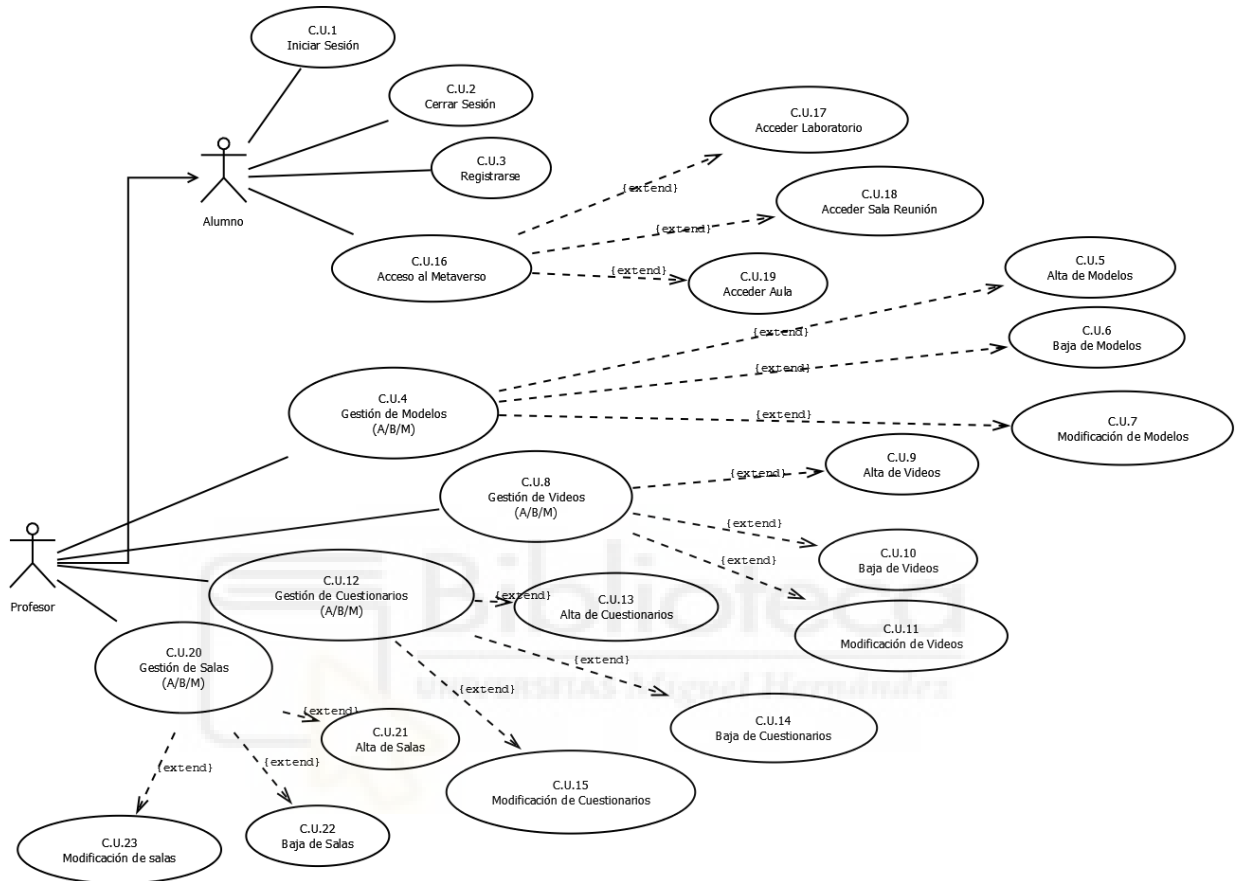 C.U.1
Iniciar Sesión
C.U.2
Cerrar Sesión
C.U.3
Registrarse
Alumno
C.U.16
Acceso al Metaverso
{extend}
C.U.17
Acceder Laboratorio
{extend}
C.U.18
Acceder Sala Reunión
{extend}
C.U.19
Acceder Aula
C.U.4
Gestión de Modelos
(A/B/M)
{extend}
C.U.5
Alta de Modelos
{extend}
C.U.6
Baja de Modelos
{extend}
C.U.7
Modificación de Modelos
C.U.8
Gestión de Videos
(A/B/M)
{extend}
C.U.9
Alta de Videos
{extend}
C.U.10
Baja de Videos
{extend}
C.U.11
Modificación de Videos
Profesor
C.U.12
Gestión de Cuestionarios
(A/B/M)
{extend}
C.U.13
Alta de Cuestionarios
{extend}
C.U.14
Baja de Cuestionarios
{extend}
C.U.15
Modificación de Cuestionarios
C.U.20
Gestión de Salas
(A/B/M)
{extend}
C.U.21
Alta de Salas
{extend}
C.U.22
Baja de Salas
{extend}
C.U.23
Modificación de salas
Biblioteca
UNIVERSITAS Miguel Hernández